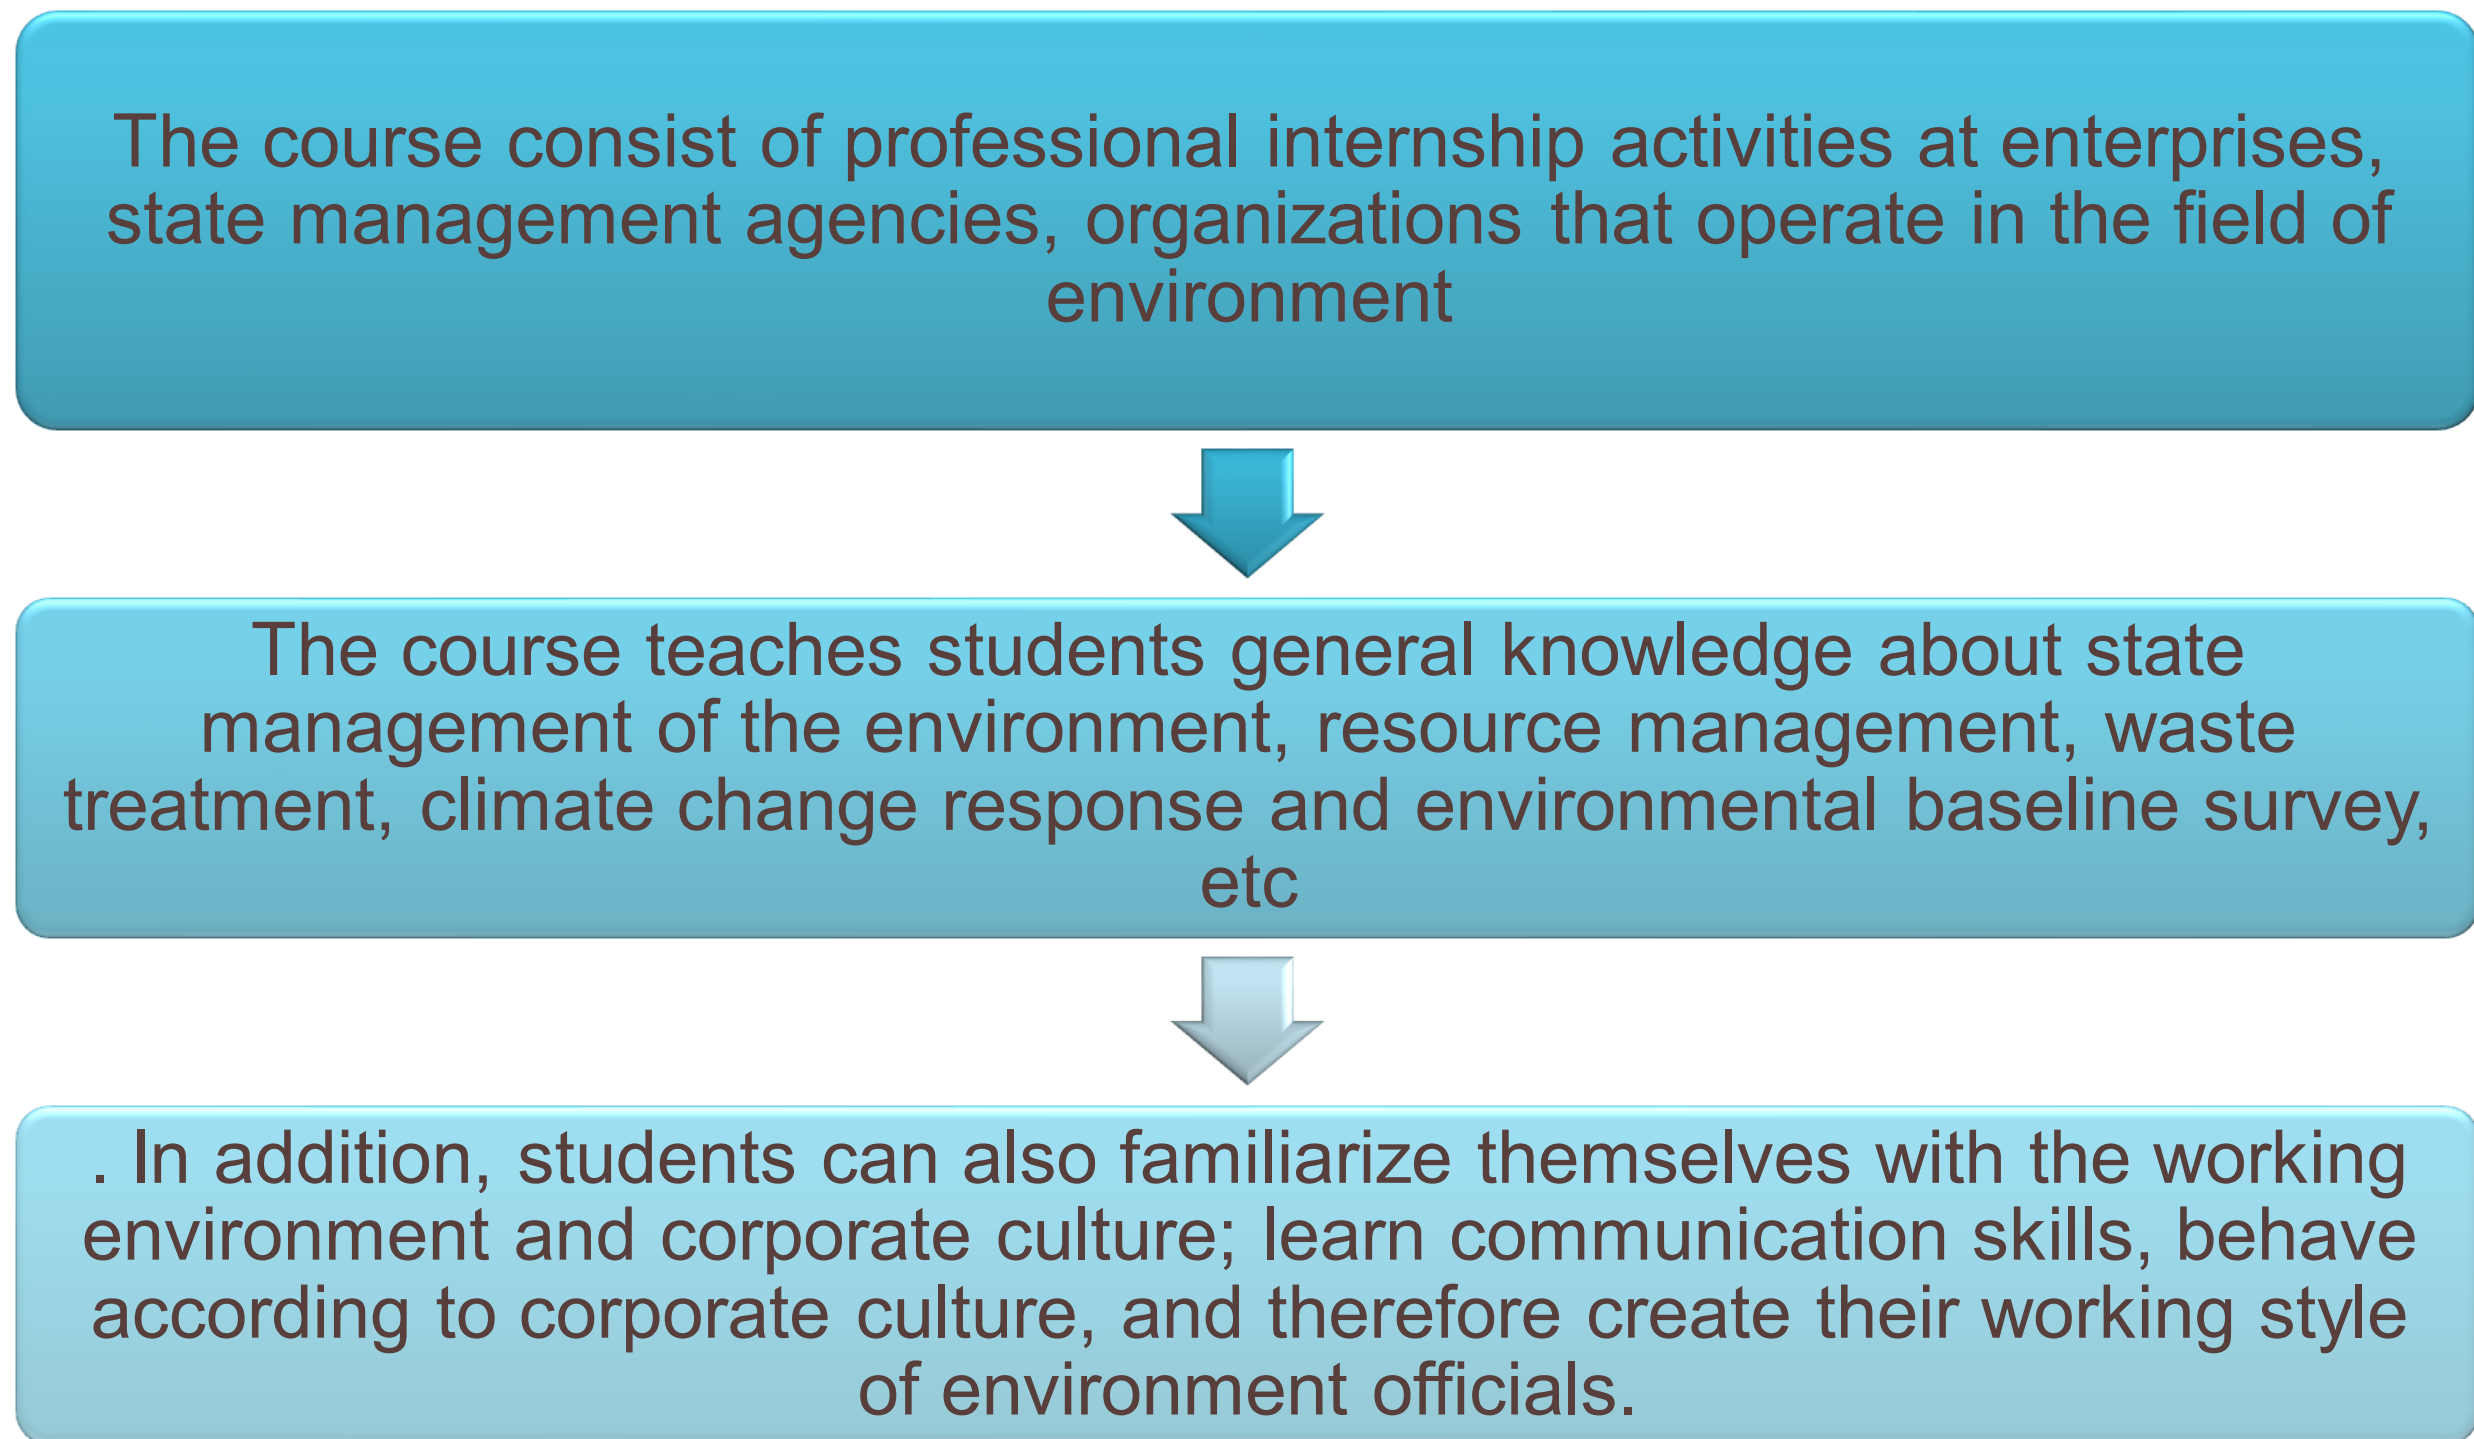 The course consist of professional internship activities at enterprises,
state management agencies, organizations that operate in the field of
environment
The course teaches students general knowledge about state
management of the environment, resource management, waste
treatment, climate change response and environmental baseline survey,
etc
. In addition, students can also familiarize themselves with the working
environment and corporate culture; learn communication skills, behave
according to corporate culture, and therefore create their working style
of environment officials.